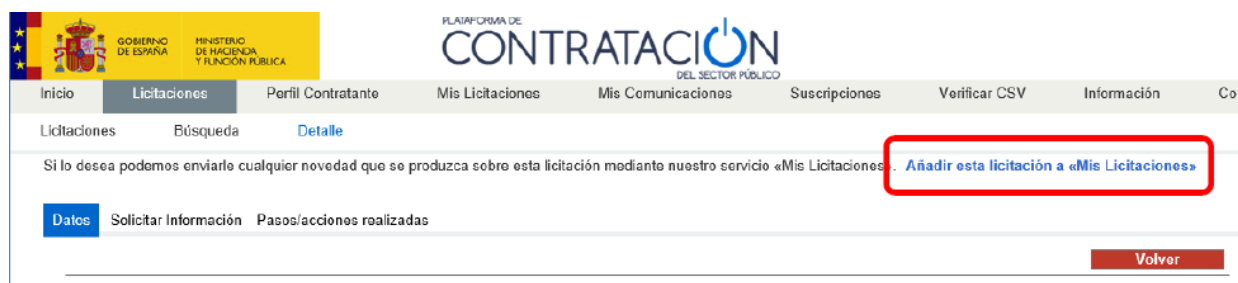 GOBIERNO DE ESPAÑA
MINISTERIO DE HACIENDA Y FUNCIÓN PÚBLICA
PLATAFORMA DE
CONTRATACIÓN
DEL SECTOR PÚBLICO
Inicio Licitaciones Perfil Contratante Mis Licitaciones Mis Comunicaciones Suscripciones Verificar CSV Información Co
Licitaciones Búsqueda Detalle
Si lo desea podemos enviarle cualquier novedad que se produzca sobre esta licitación mediante nuestro servicio «Mis Licitaciones». Añadir esta licitación a «Mis Licitaciones»
Datos Solicitar Información Pasos/acciones realizadas
Volver